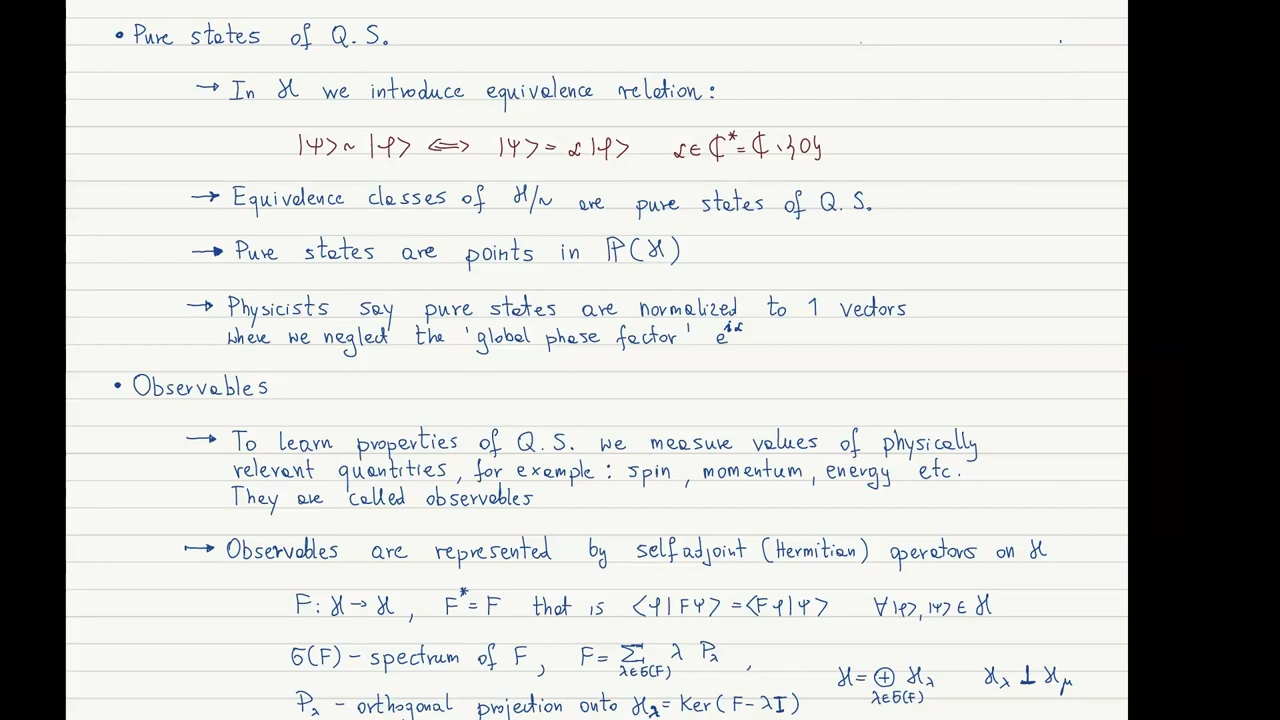 • Pure states of Q. S.
→ In ℋ we introduce equivalence relation:
|Ψ⟩ ~ |φ⟩ ⟺ |Ψ⟩ = α|φ⟩ α ∈ ℂ* = ℂ∖{0}
→ Equivalence classes of ℋ/~ are pure states of Q. S.
→ Pure states are points in ℙ(ℋ)
→ Physicists say pure states are normalized to 1 vectors
where we neglect the 'global phase factor' e^{iα}
• Observables
→ To learn properties of Q. S. we measure values of physically
relevant quantities, for example: spin, momentum, energy etc.
They are called observables
↦ Observables are represented by selfadjoint (Hermitian) operators on ℋ
F: ℋ → ℋ, F* = F that is ⟨φ|FΨ⟩ = ⟨Fφ|Ψ⟩ ∀|φ⟩,|Ψ⟩ ∈ ℋ
σ(F) – spectrum of F, F = Σ_{λ∈σ(F)} λ P_λ, ℋ = ⊕_{λ∈σ(F)} ℋ_λ ℋ_λ ⊥ ℋ_μ
P_λ – orthogonal projection onto ℋ_λ = Ker(F – λI)